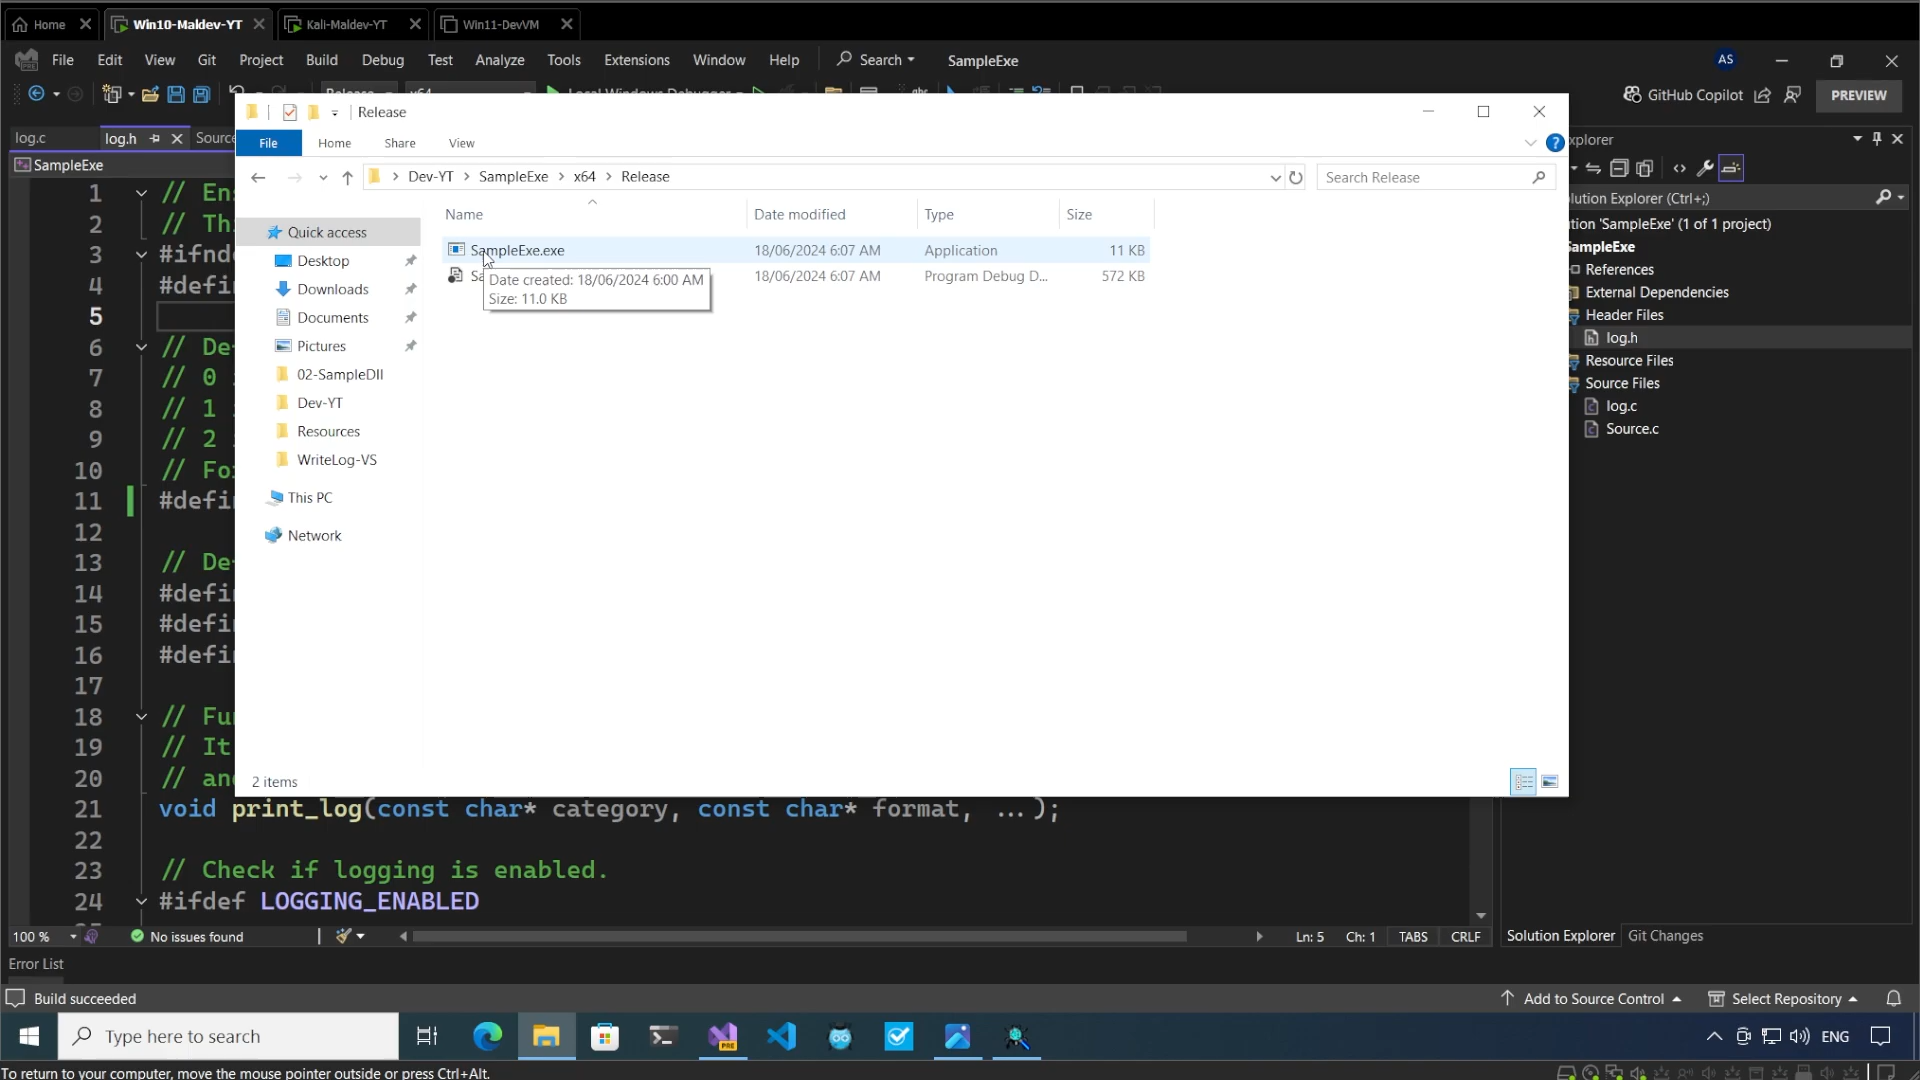 Home Win10-Maldev-YT Kali-Maldev-YT Win11-DevVM
File Edit View Git Project Build Debug Test Analyze Tools Extensions Window Help Search SampleExe AS
Release x64 Local Windows Debugger GitHub Copilot PREVIEW
Release
log.c log.h Source
File Home Share View
SampleExe
Dev-YT > SampleExe > x64 > Release Search Release
Name Date modified Type Size
Quick access
Desktop
Downloads
Documents
Pictures
02-SampleDll
Dev-YT
Resources
WriteLog-VS
This PC
Network
SampleExe.exe 18/06/2024 6:07 AM Application 11 KB
Sa 18/06/2024 6:07 AM Program Debug D... 572 KB
Date created: 18/06/2024 6:00 AM
Size: 11.0 KB
2 items
xplorer
olution Explorer (Ctrl+;)
ution 'SampleExe' (1 of 1 project)
SampleExe
References
External Dependencies
Header Files
log.h
Resource Files
Source Files
log.c
Source.c
1 // En
2 // Th
3 #ifnd
4 #defi
5
6 // De
7 // 0
8 // 1
9 // 2
10 // Fo
11 #defi
12
13 // De
14 #defi
15 #defi
16 #defi
17
18 // Fu
19 // It
20 // an
21 void print_log(const char* category, const char* format, ...);
22
23 // Check if logging is enabled.
24 #ifdef LOGGING_ENABLED
100 % No issues found Ln: 5 Ch: 1 TABS CRLF
Solution Explorer Git Changes
Error List
Build succeeded Add to Source Control Select Repository
Type here to search ENG
To return to your computer, move the mouse pointer outside or press Ctrl+Alt.